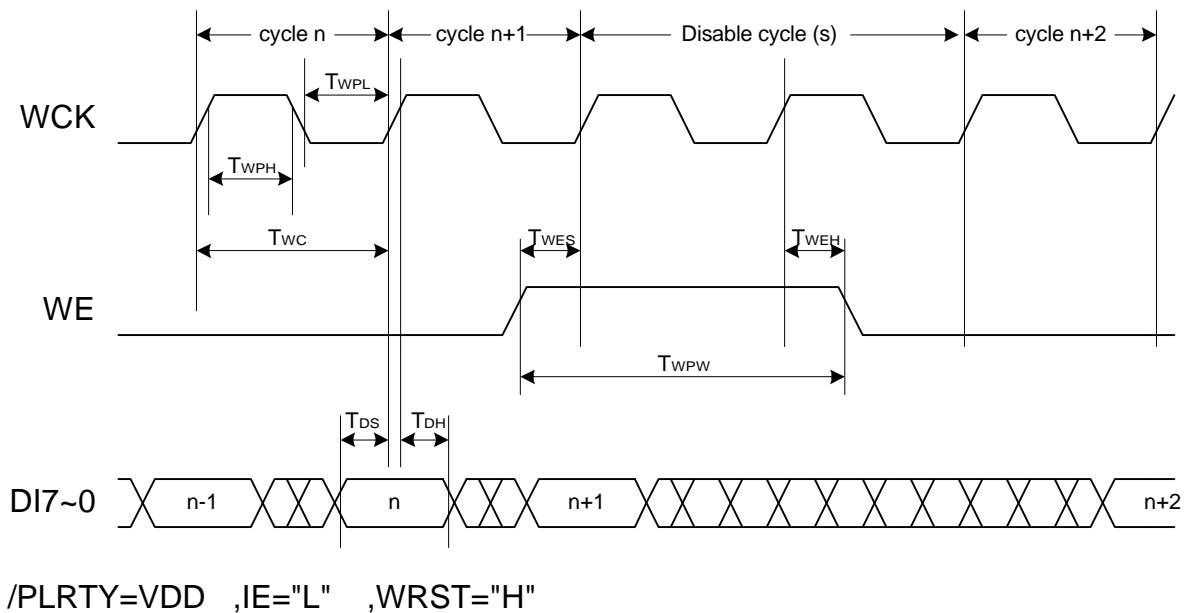 cycle n cycle n+1 Disable cycle (s) cycle n+2
TWPL
WCK
TWPH
TWC TWES TWEH
WE
TWPW
TDS TDH
DI7~0 n-1 n n+1 n+2
/PLRTY=VDD ,IE="L" ,WRST="H"